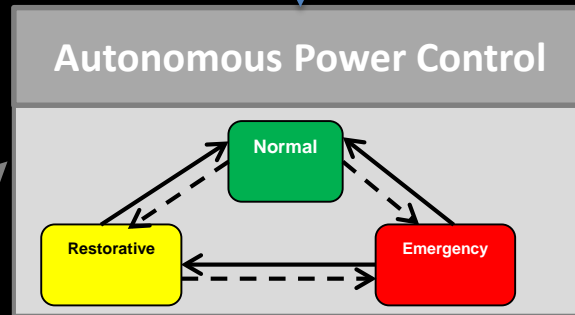 Autonomous Power Control
Normal
Restorative
Emergency